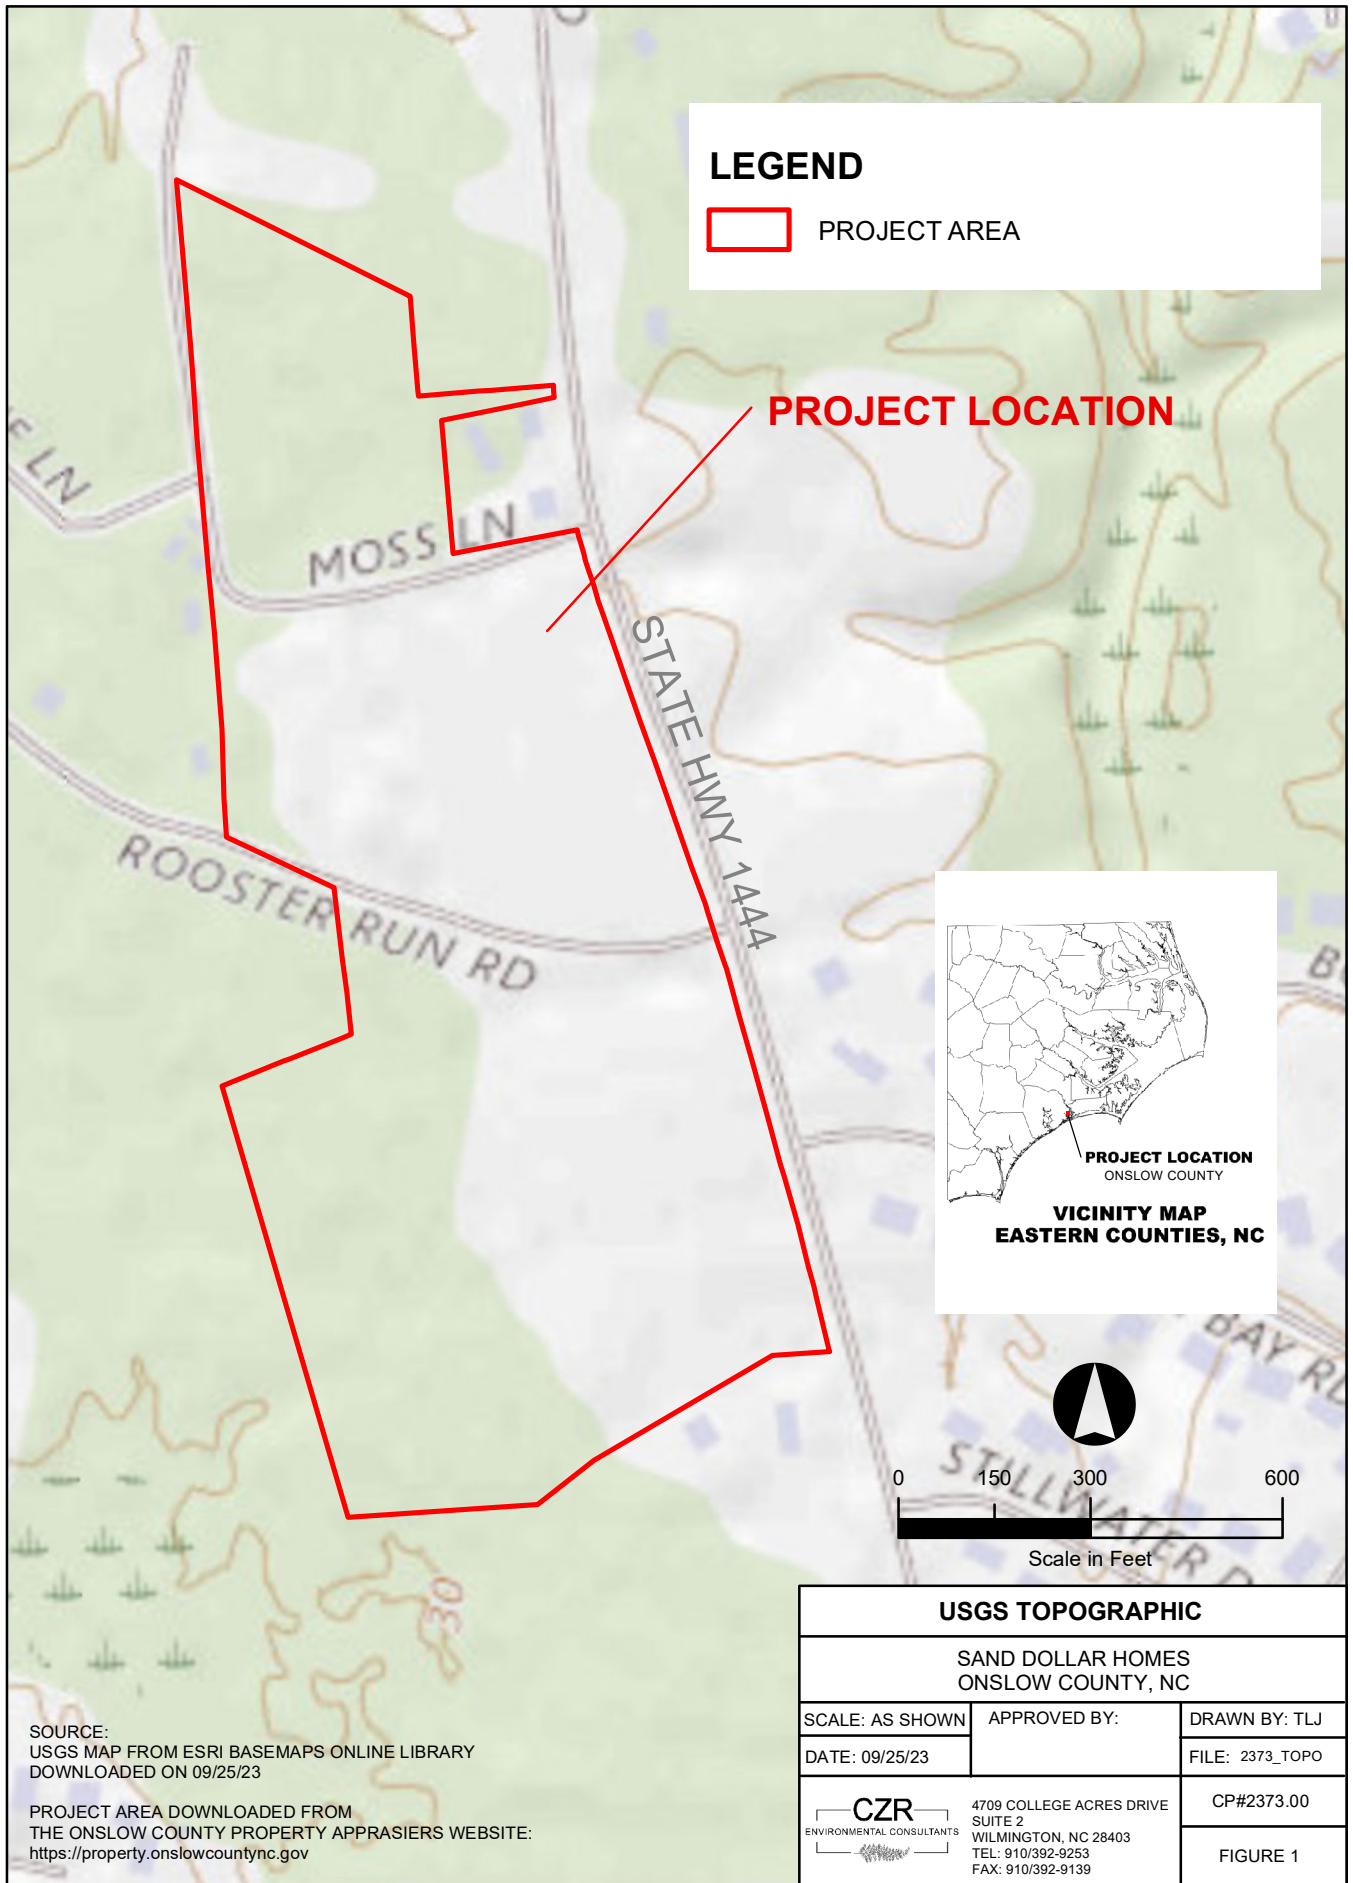 LEGEND
PROJECT AREA
PROJECT LOCATION
LN
MOSS LN
STATE HWY 1444
ROOSTER RUN RD
PROJECT LOCATION
ONSLOW COUNTY
VICINITY MAP
EASTERN COUNTIES, NC
BAY RD
STILLWATER D
0 150 300 600
Scale in Feet
30
USGS TOPOGRAPHIC
SAND DOLLAR HOMES
ONSLOW COUNTY, NC
SCALE: AS SHOWN
APPROVED BY:
DRAWN BY: TLJ
DATE: 09/25/23
FILE: 2373_TOPO
CZR
ENVIRONMENTAL CONSULTANTS
4709 COLLEGE ACRES DRIVE
SUITE 2
WILMINGTON, NC 28403
TEL: 910/392-9253
FAX: 910/392-9139
CP#2373.00
FIGURE 1
SOURCE:
USGS MAP FROM ESRI BASEMAPS ONLINE LIBRARY
DOWNLOADED ON 09/25/23
PROJECT AREA DOWNLOADED FROM
THE ONSLOW COUNTY PROPERTY APPRASIERS WEBSITE:
https://property.onslowcountync.gov